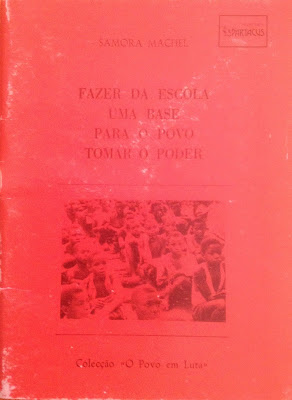 SAMORA MACHEL
FAZER DA ESCOLA
UMA BASE
PARA O POVO
TOMAR O PODER
Colecção "O Povo em Luta"